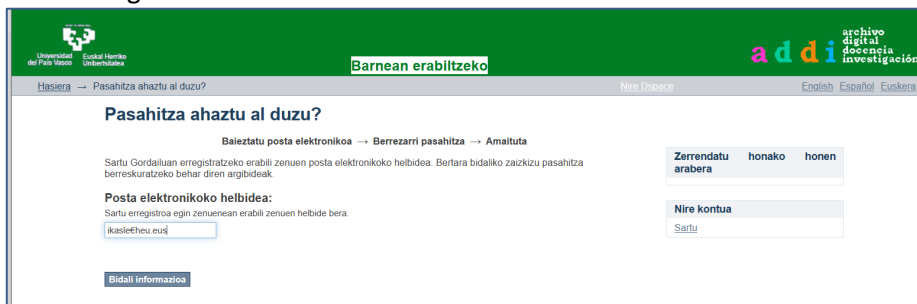 Universidad del País Vasco
Euskal Herriko Unibertsitatea
Barnean erabiltzeko
addi archivo digital docencia investigación
Hasiera → Pasahitza ahaztu al duzu?
Nire Dspace
English Español Euskera
Pasahitza ahaztu al duzu?
Baieztatu posta elektronikoa → Berrezarri pasahitza → Amaituta
Sartu Gordailuan erregistratzeko erabili zenuen posta elektronikoko helbidea. Bertara bidaliko zaizkizu pasahitza
berreskuratzeko behar diren argibideak.
Posta elektronikoko helbidea:
Sartu erregistroa egin zenuenean erabili zenuen helbide bera.
ikasle€heu.eus
Bidali informazioa
Zerrendatu honako honen
arabera
Nire kontua
Sartu